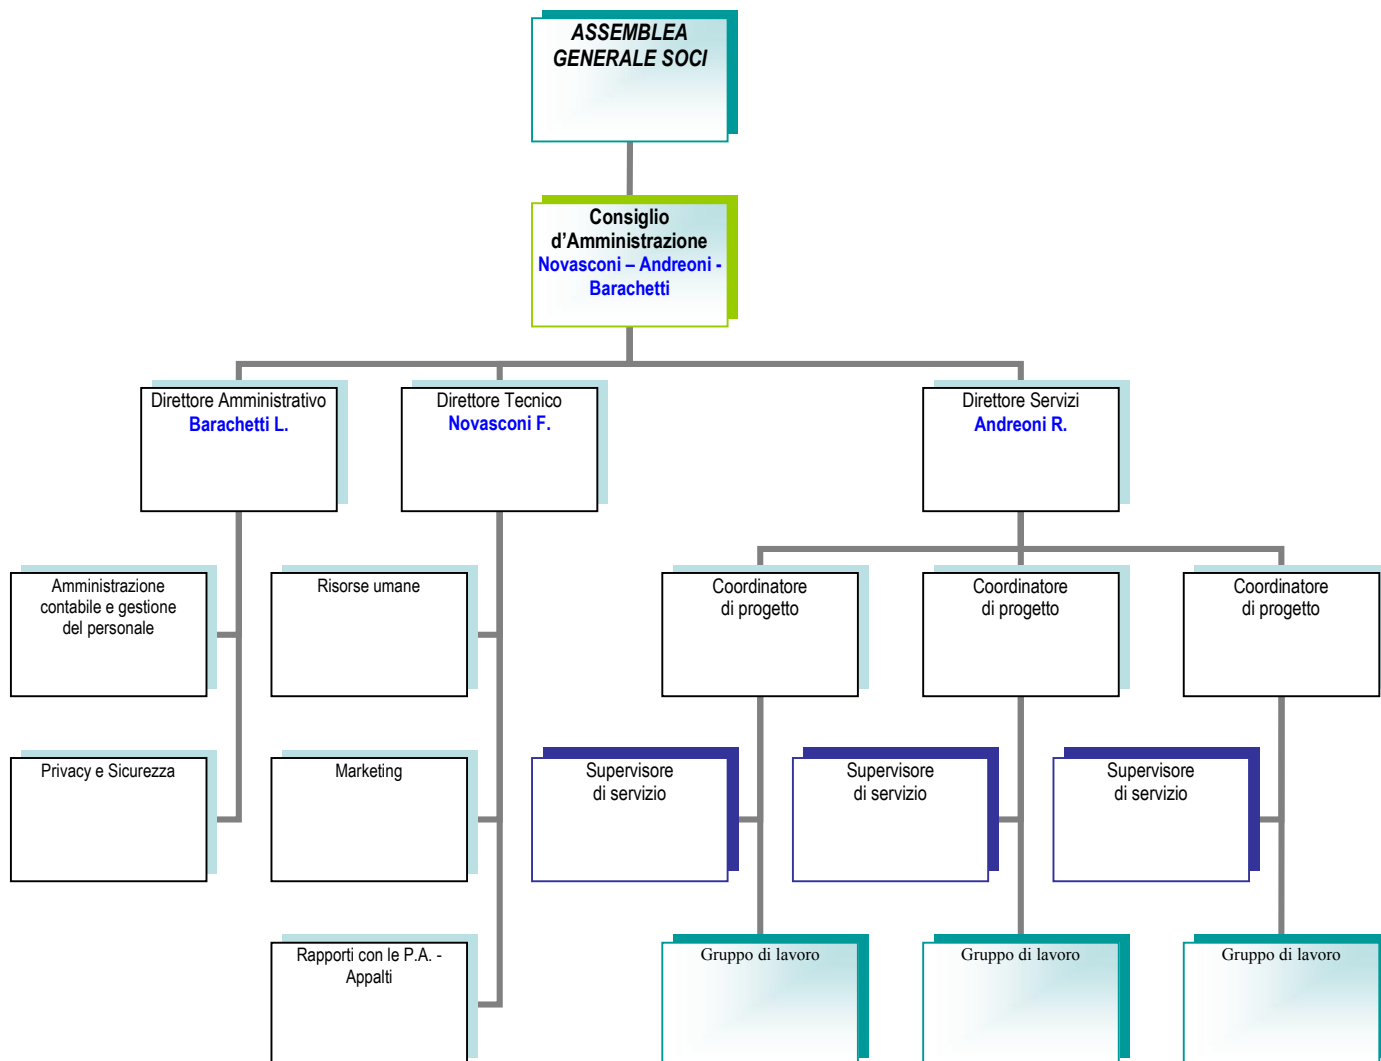 ASSEMBLEA
GENERALE SOCI
Consiglio
d’Amministrazione
Novasconi – Andreoni -
Barachetti
Direttore Amministrativo
Barachetti L.
Direttore Tecnico
Novasconi F.
Direttore Servizi
Andreoni R.
Amministrazione
contabile e gestione
del personale
Risorse umane
Coordinatore
di progetto
Coordinatore
di progetto
Coordinatore
di progetto
Privacy e Sicurezza
Marketing
Supervisore
di servizio
Supervisore
di servizio
Supervisore
di servizio
Rapporti con le P.A. -
Appalti
Gruppo di lavoro
Gruppo di lavoro
Gruppo di lavoro